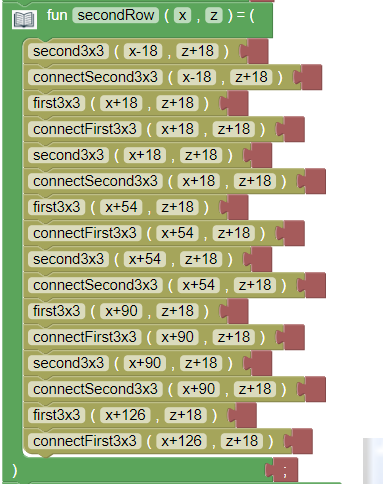 fun secondRow ( x , z ) = (
second3x3 ( x-18 , z+18 )
connectSecond3x3 ( x-18 , z+18 )
first3x3 ( x+18 , z+18 )
connectFirst3x3 ( x+18 , z+18 )
second3x3 ( x+18 , z+18 )
connectSecond3x3 ( x+18 , z+18 )
first3x3 ( x+54 , z+18 )
connectFirst3x3 ( x+54 , z+18 )
second3x3 ( x+54 , z+18 )
connectSecond3x3 ( x+54 , z+18 )
first3x3 ( x+90 , z+18 )
connectFirst3x3 ( x+90 , z+18 )
second3x3 ( x+90 , z+18 )
connectSecond3x3 ( x+90 , z+18 )
first3x3 ( x+126 , z+18 )
connectFirst3x3 ( x+126 , z+18 )
) ;